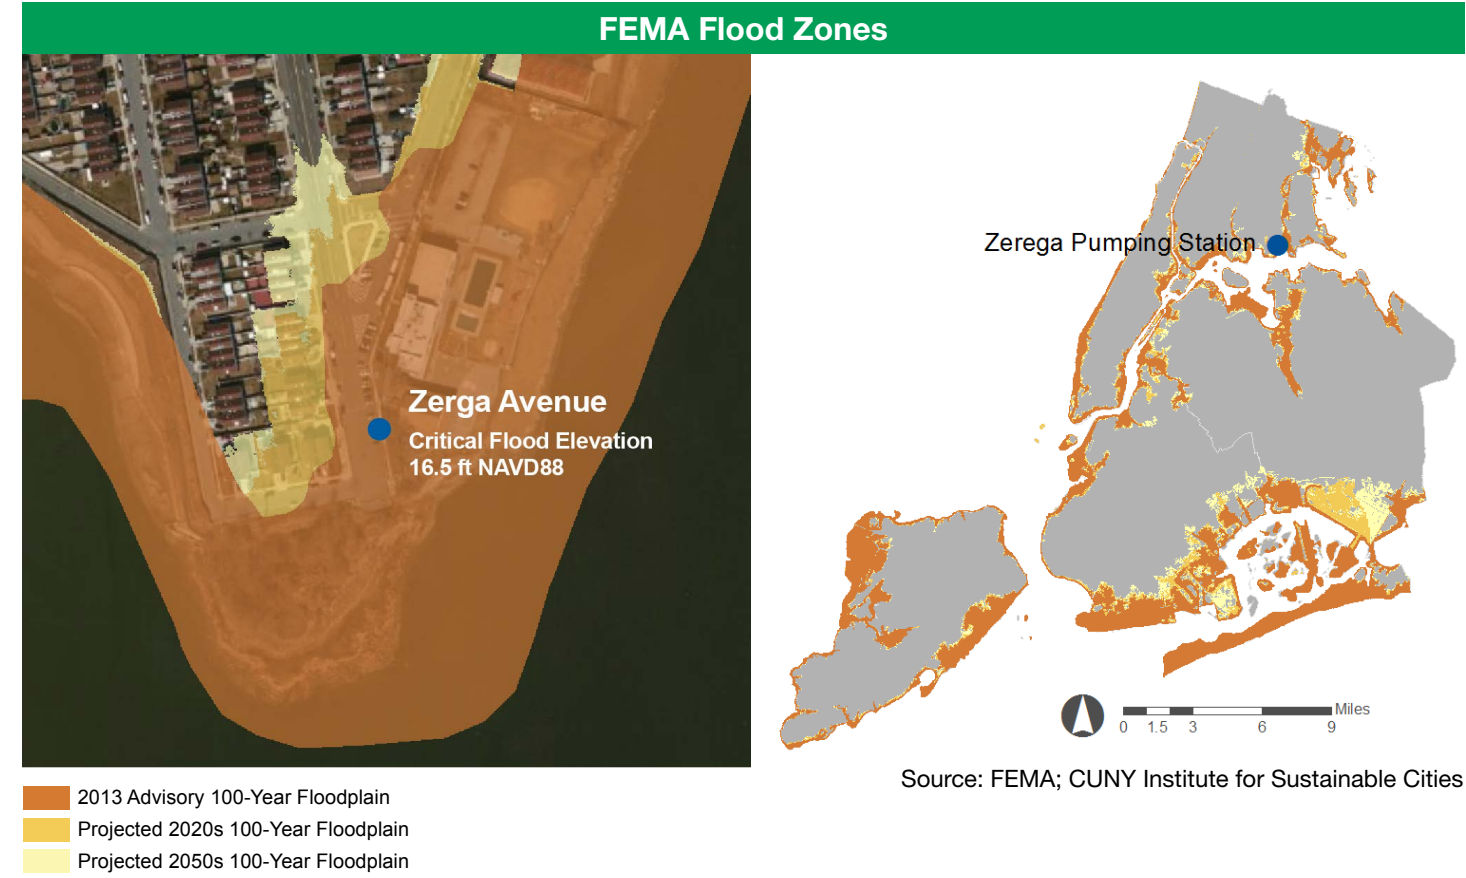 FEMA Flood Zones
Zerga Avenue
Critical Flood Elevation
16.5 ft NAVD88
Zerega Pumping Station
Miles
0 1.5 3 6 9
Source: FEMA; CUNY Institute for Sustainable Cities
2013 Advisory 100-Year Floodplain
Projected 2020s 100-Year Floodplain
Projected 2050s 100-Year Floodplain